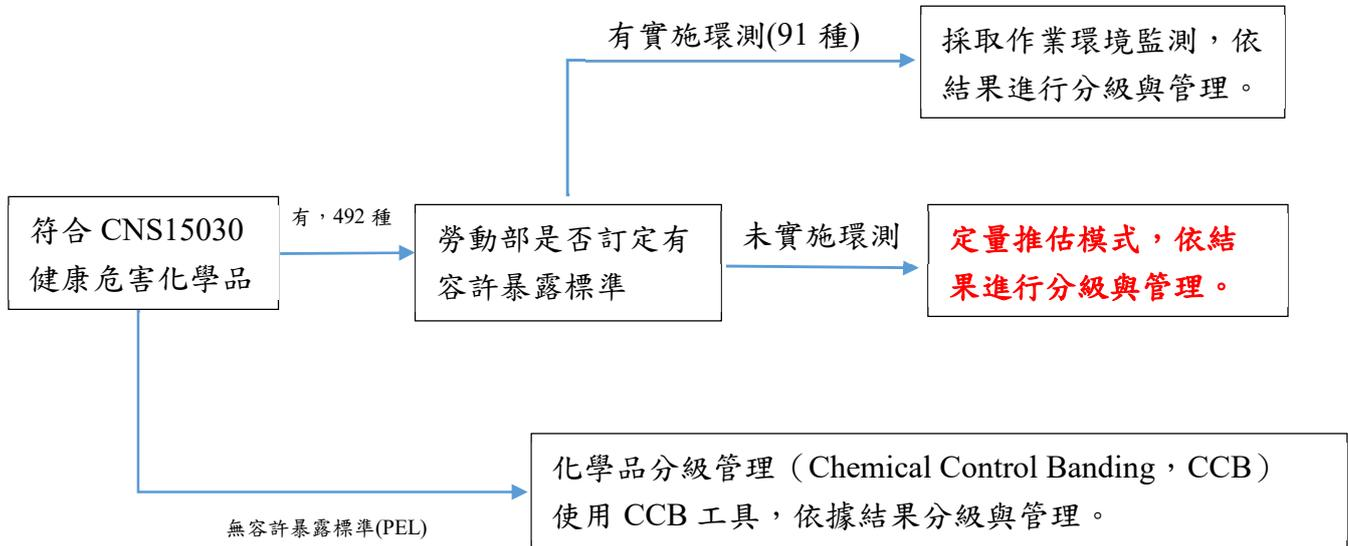 有實施環測(91 種)
採取作業環境監測，依
結果進行分級與管理。
符合 CNS15030
健康危害化學品
有，492 種
勞動部是否訂定有
容許暴露標準
未實施環測
定量推估模式，依結
果進行分級與管理。
化學品分級管理（Chemical Control Banding，CCB）
使用 CCB 工具，依據結果分級與管理。
無容許暴露標準(PEL)